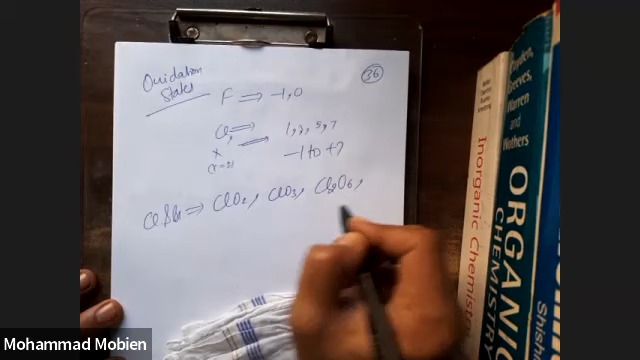 36
Oxidation
States
F ⟹ -1, 0
Cl, ⟹ 1, 3, 5, 7
X
-1 to +7
Cl ⟹ ClO2, ClO3, Cl2O6,
Inorganic Chemistry
Clayden,
Greeves,
Warren
and
Wothers
ORGANIC
CHEMISTRY
Mohammad Mobien